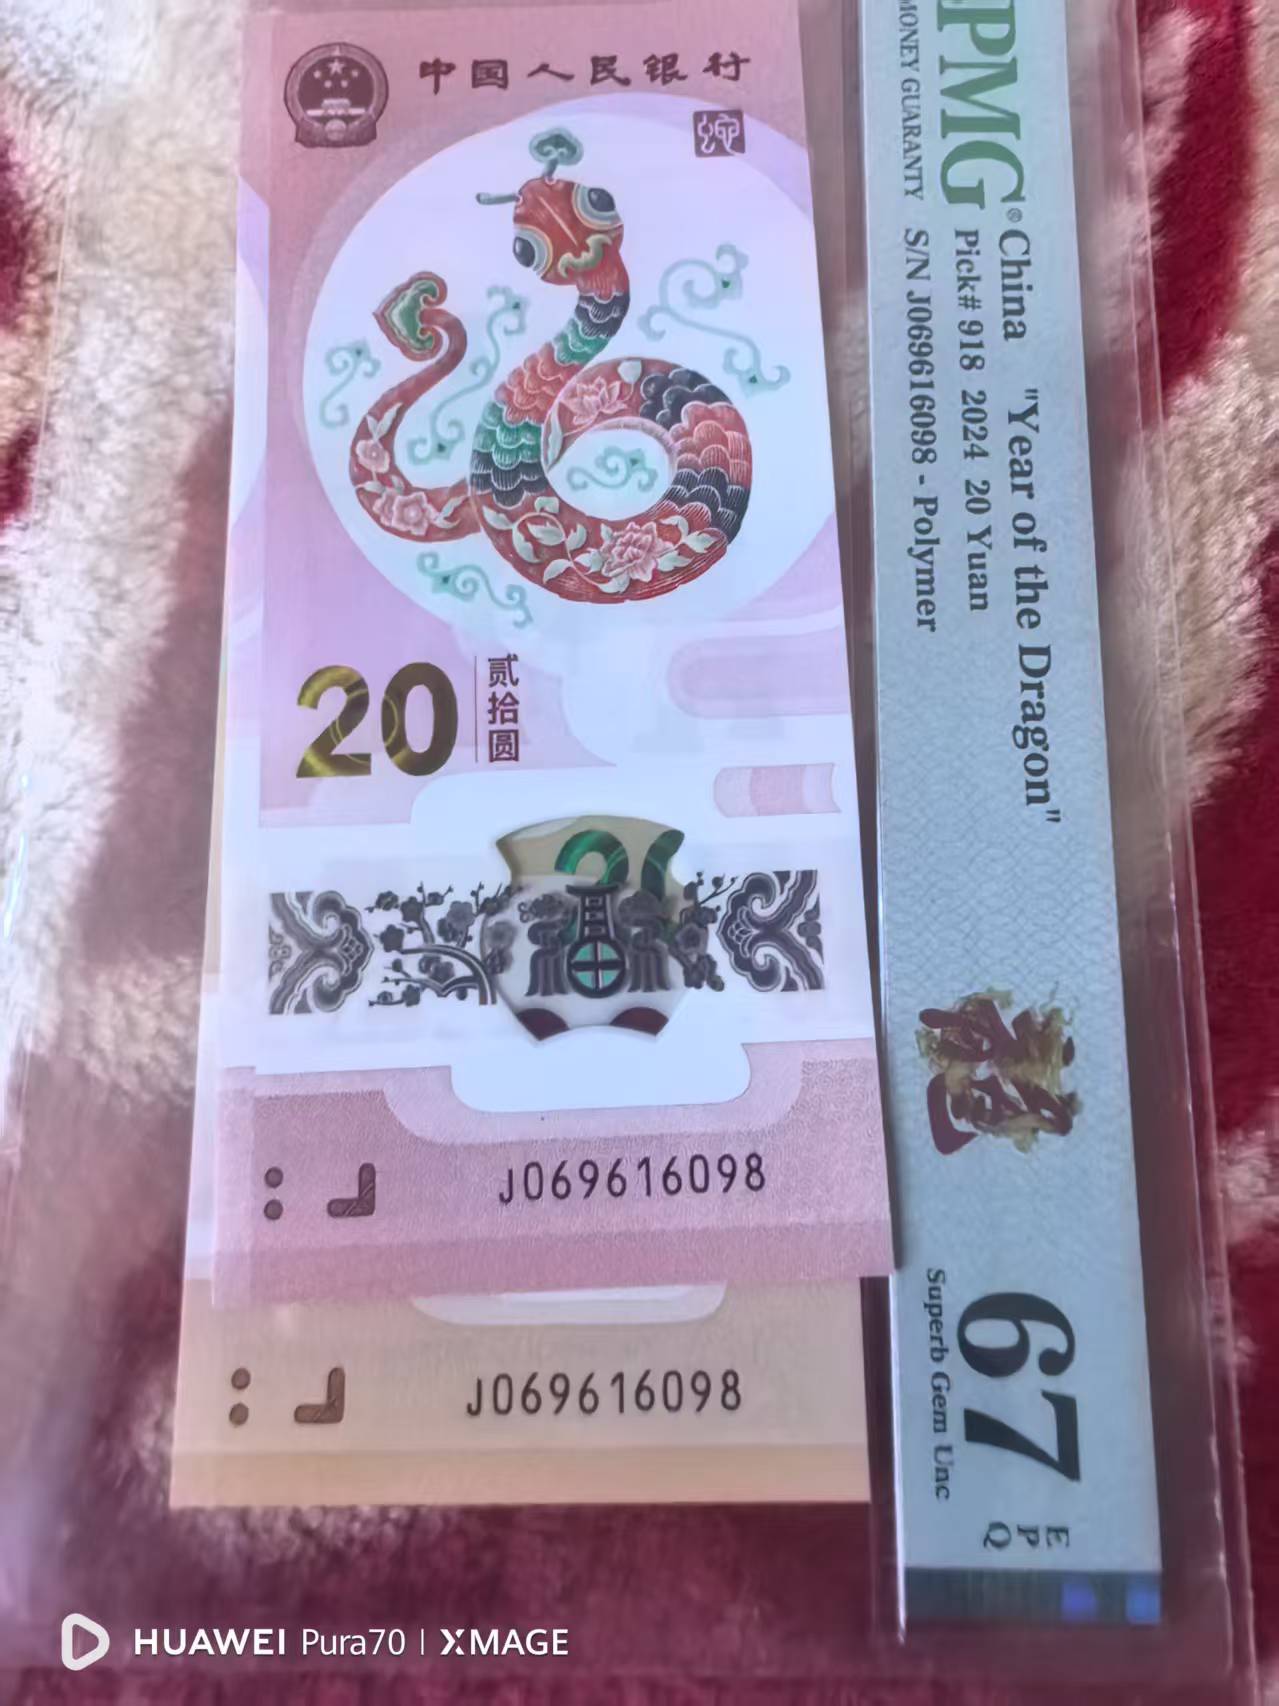 中国人民银行
20
贰拾圆
J069616098
J069616098
PMG
MONEY GUARANTY
China "Year of the Dragon"
Pick# 918 2024 20 Yuan
S/N J069616098 - Polymer
67
EPQ
Superb Gem Unc
HUAWEI Pura70 | XMAGE